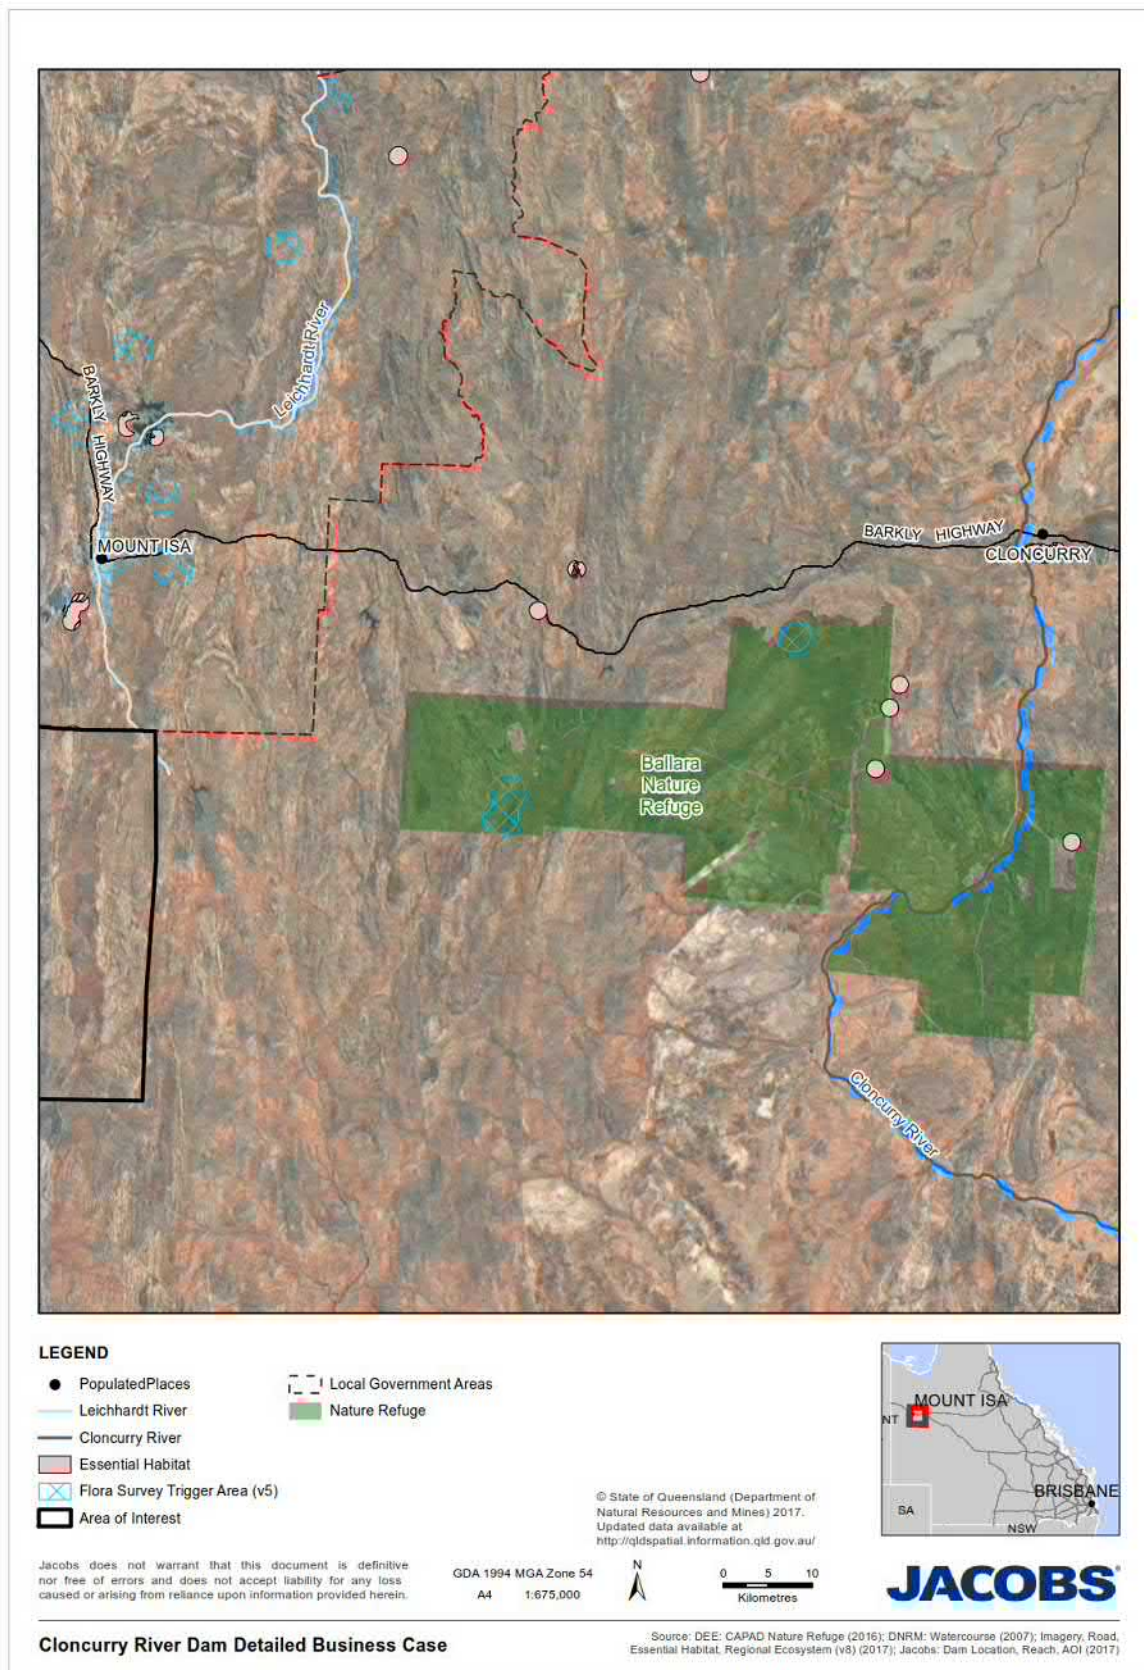 Leichhardt River
BARKLY HIGHWAY
MOUNT ISA
BARKLY HIGHWAY
CLONCURRY
Ballara
Nature
Refuge
Cloncurry River
LEGEND
PopulatedPlaces
Leichhardt River
Cloncurry River
Essential Habitat
Flora Survey Trigger Area (v5)
Area of Interest
Local Government Areas
Nature Refuge
© State of Queensland (Department of
Natural Resources and Mines) 2017.
Updated data available at
http://qldspatial.information.qld.gov.au/
MOUNT ISA
NT
BRISBANE
SA
NSW
Jacobs does not warrant that this document is definitive
nor free of errors and does not accept liability for any loss
caused or arising from reliance upon information provided herein.
GDA 1994 MGA Zone 54
A4 1:675,000
N
0 5 10
Kilometres
JACOBS
Cloncurry River Dam Detailed Business Case
Source: DEE: CAPAD Nature Refuge (2016); DNRM: Watercourse (2007); Imagery, Road,
Essential Habitat, Regional Ecosystem (v8) (2017); Jacobs: Dam Location, Reach, AOI (2017)